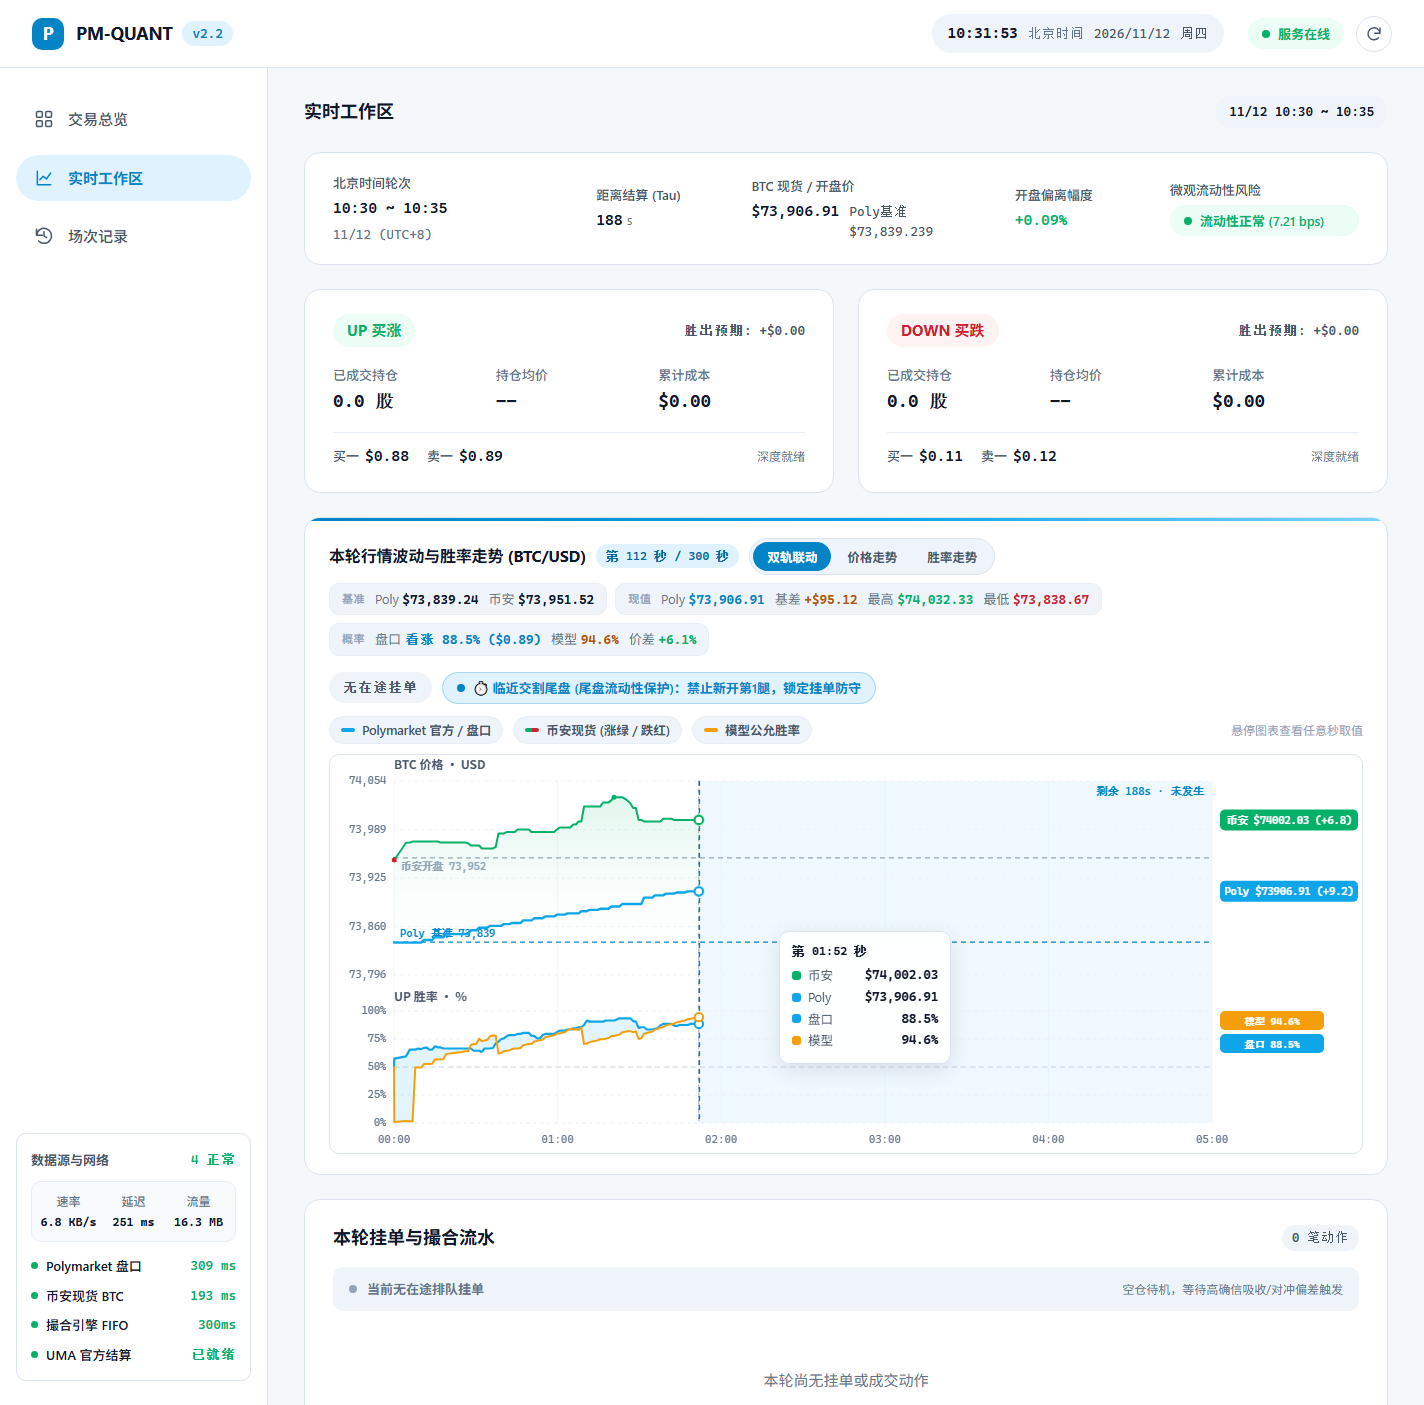 P PM-QUANT v2.2
10:31:53 北京时间 2026/11/12 周四
服务在线
交易总览
实时工作区
场次记录
实时工作区
11/12 10:30 ~ 10:35
北京时间轮次
10:30 ~ 10:35
11/12 (UTC+8)
距离结算 (Tau)
188 s
BTC 现货 / 开盘价
$73,906.91 Poly基准
$73,839.239
开盘偏离幅度
+0.09%
微观流动性风险
流动性正常 (7.21 bps)
UP 买涨
胜出预期: +$0.00
已成交持仓 持仓均价 累计成本
0.0 股 —— $0.00
买一 $0.88 卖一 $0.89 深度就绪
DOWN 买跌
胜出预期: +$0.00
已成交持仓 持仓均价 累计成本
0.0 股 —— $0.00
买一 $0.11 卖一 $0.12 深度就绪
本轮行情波动与胜率走势 (BTC/USD) 第 112 秒 / 300 秒 双轨联动 价格走势 胜率走势
基准 Poly $73,839.24 币安 $73,951.52 现值 Poly $73,906.91 基差 +$95.12 最高 $74,032.33 最低 $73,838.67
概率 盘口 看涨 88.5% ($0.89) 模型 94.6% 价差 +6.1%
无在途挂单 ⏱ 临近交割尾盘 (尾盘流动性保护)：禁止新开第1腿，锁定挂单防守
Polymarket 官方 / 盘口 币安现货 (涨绿 / 跌红) 模型公允胜率 悬停图表查看任意秒取值
BTC 价格 • USD
74,054
剩余 188s · 未发生
币安 $74002.03 (+6.8)
73,989
币安开盘 73,952
73,925
Poly $73906.91 (+9.2)
73,860
Poly 基准 73,839
73,796
第 01:52 秒
币安 $74,002.03
Poly $73,906.91
盘口 88.5%
模型 94.6%
UP 胜率 • %
100%
75%
50%
25%
0%
模型 94.6%
盘口 88.5%
00:00 01:00 02:00 03:00 04:00 05:00
数据源与网络 4 正常
速率 延迟 流量
6.8 KB/s 251 ms 16.3 MB
Polymarket 盘口 309 ms
币安现货 BTC 193 ms
撮合引擎 FIFO 300ms
UMA 官方结算 已就绪
本轮挂单与撮合流水 0 笔动作
当前无在途排队挂单 空仓待机，等待高确信吸收/对冲偏差触发
本轮尚无挂单或成交动作